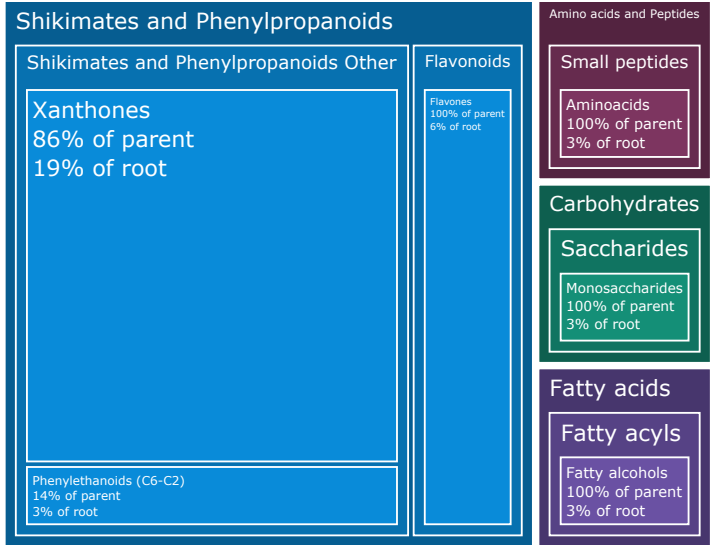 Shikimates and Phenylpropanoids
Shikimates and Phenylpropanoids Other
Xanthones
86% of parent
19% of root
Phenylethanoids (C6-C2)
14% of parent
3% of root
Flavonoids
Flavones
100% of parent
6% of root
Amino acids and Peptides
Small peptides
Aminoacids
100% of parent
3% of root
Carbohydrates
Saccharides
Monosaccharides
100% of parent
3% of root
Fatty acids
Fatty acyls
Fatty alcohols
100% of parent
3% of root